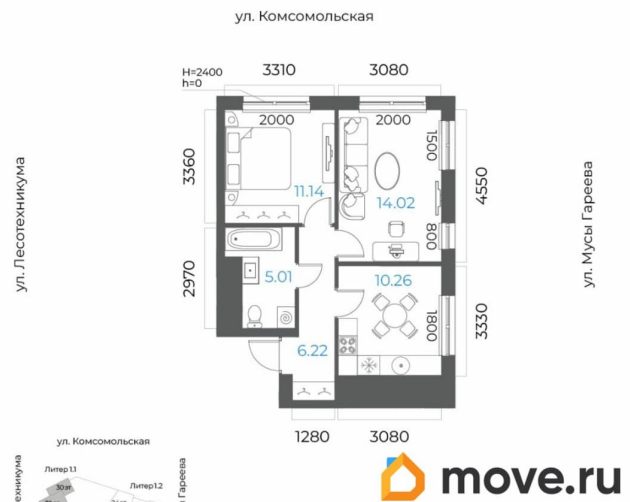 ул. Комсомольская
3310 3080
H=2400
h=0
2000 2000
1500
3360
11.14
14.02
4550
ул. Лесотехникума
ул. Мусы Гареева
800
2970
5.01
10.26
1800
3330
6.22
1280 3080
ул. Комсомольская
Литер 1.1
30эт
Литер 1.2
Гареева
move.ru